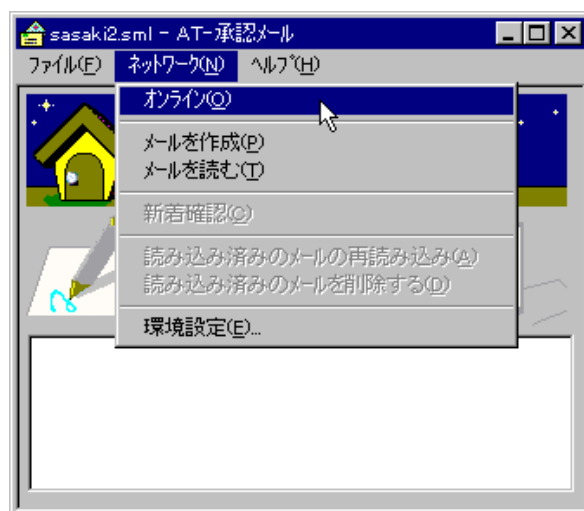 sasaki2.sml - AT-承認メール
ファイル(F) ネットワーク(N) ヘルプ(H)
オンライン(O)
メールを作成(P)
メールを読む(T)
新着確認(C)
読み込み済みのメールの再読み込み(A)
読み込み済みのメールを削除する(D)
環境設定(E)...